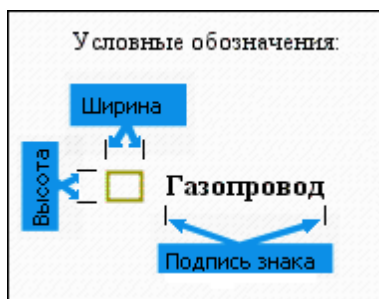 Условные обозначения:
Ширина
Высота
Газопровод
Подпись знака